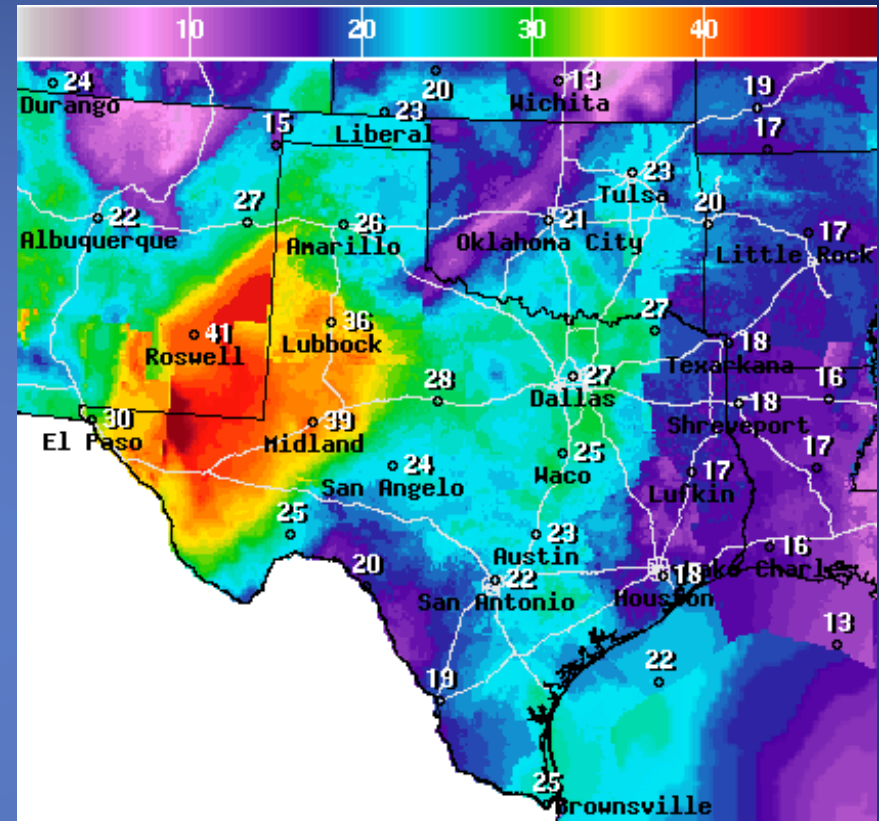 10 20 30 40
24 20 13 19
Durango Wichita
23
Liberal
15 17
23
Tulsa
22 27 26 21 20 17
Albuquerque Amarillo Oklahoma City Little Rock
41 36 27 18
Roswell Lubbock Texarkana
28 27 18 16
Dallas
30 39 Shreveport
El Paso Midland
24 25 17 17
San Angelo Waco Lufkin
25 23 16
Austin
20 22 18
San Antonio Houston
13
19 22
25
Brownsville